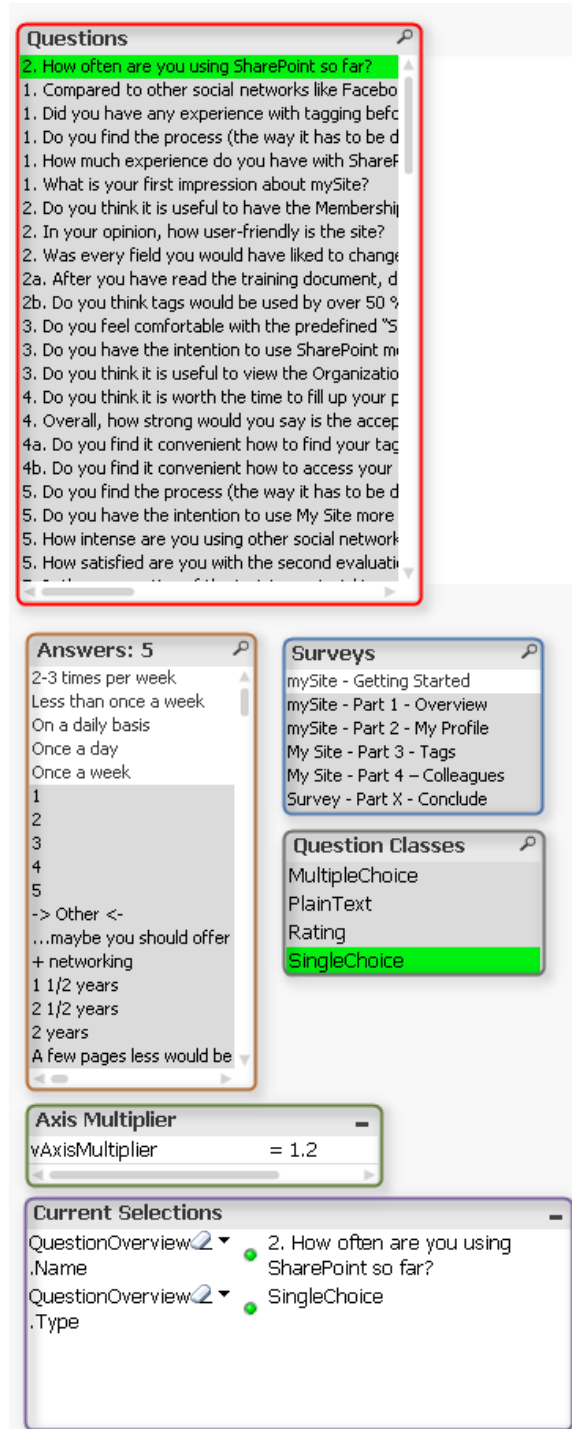 Questions
2. How often are you using SharePoint so far?
1. Compared to other social networks like Facebo
1. Did you have any experience with tagging befo
1. Do you find the process (the way it has to be d
1. How much experience do you have with ShareP
1. What is your first impression about mySite?
2. Do you think it is useful to have the Membership
2. In your opinion, how user-friendly is the site?
2. Was every field you would have liked to change
2a. After you have read the training document, d
2b. Do you think tags would be used by over 50 %
3. Do you feel comfortable with the predefined "S
3. Do you have the intention to use SharePoint mo
3. Do you think it is useful to view the Organizatio
4. Do you think it is worth the time to fill up your p
4. Overall, how strong would you say is the accep
4a. Do you find it convenient how to find your tag
4b. Do you find it convenient how to access your
5. Do you find the process (the way it has to be d
5. Do you have the intention to use My Site more
5. How intense are you using other social network
5. How satisfied are you with the second evaluati
Answers: 5
2-3 times per week
Less than once a week
On a daily basis
Once a day
Once a week
1
2
3
4
5
-> Other <-
...maybe you should offer
+ networking
1 1/2 years
2 1/2 years
2 years
A few pages less would be
Surveys
mySite - Getting Started
mySite - Part 1 - Overview
mySite - Part 2 - My Profile
My Site - Part 3 - Tags
My Site - Part 4 – Colleagues
Survey - Part X - Conclude
Question Classes
MultipleChoice
PlainText
Rating
SingleChoice
Axis Multiplier
vAxisMultiplier = 1.2
Current Selections
QuestionOverview 2. How often are you using
.Name SharePoint so far?
QuestionOverview SingleChoice
.Type